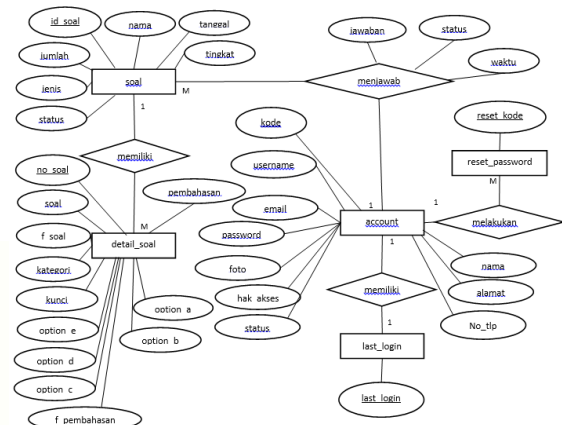 id_soal
nama
tanggal
jawaban
status
jumlah
tingkat
waktu
soal
M
menjawab
jenis
status
1
kode
reset_kode
memiliki
username
reset_password
no_soal
pembahasan
M
soal
email
1
1
f_soal
M
password
account
melakukan
detail_soal
1
kategori
foto
nama
kunci
hak_akses
memiliki
alamat
option_a
option_e
status
No_tlp
option_b
1
option_d
last_login
option_c
last_login
f_pembahasan